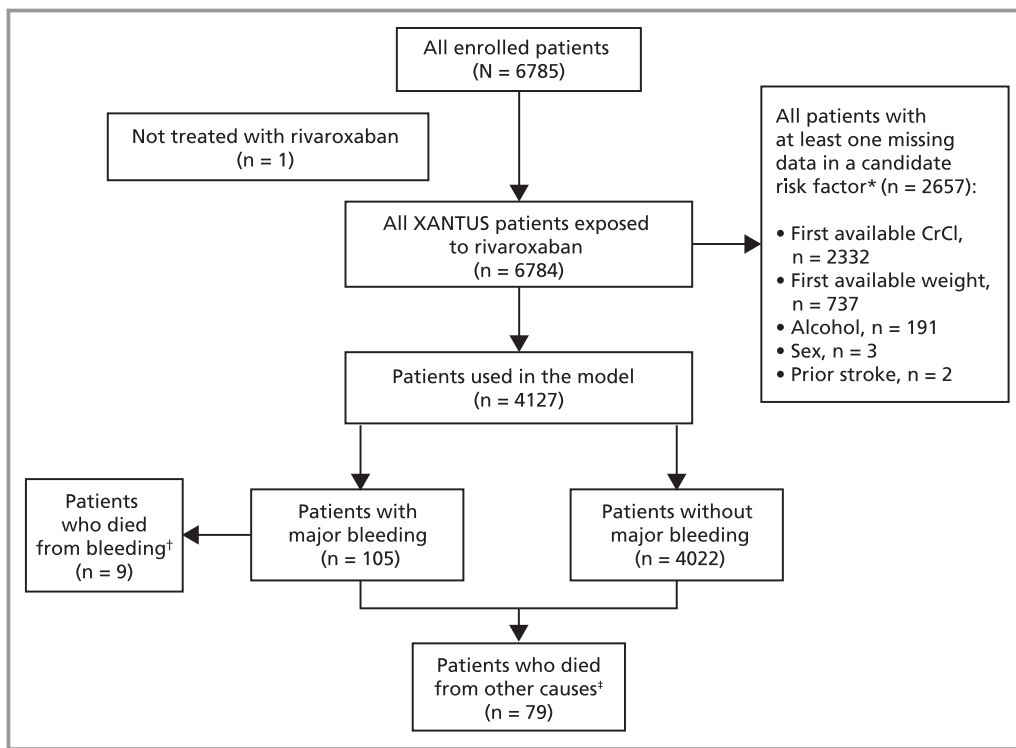 All enrolled patients
(N = 6785)
Not treated with rivaroxaban
(n = 1)
All patients with
at least one missing
data in a candidate
risk factor* (n = 2657):
• First available CrCl,
n = 2332
• First available weight,
n = 737
• Alcohol, n = 191
• Sex, n = 3
• Prior stroke, n = 2
All XANTUS patients exposed
to rivaroxaban
(n = 6784)
Patients used in the model
(n = 4127)
Patients
who died
from bleeding†
(n = 9)
Patients with
major bleeding
(n = 105)
Patients without
major bleeding
(n = 4022)
Patients who died
from other causes‡
(n = 79)